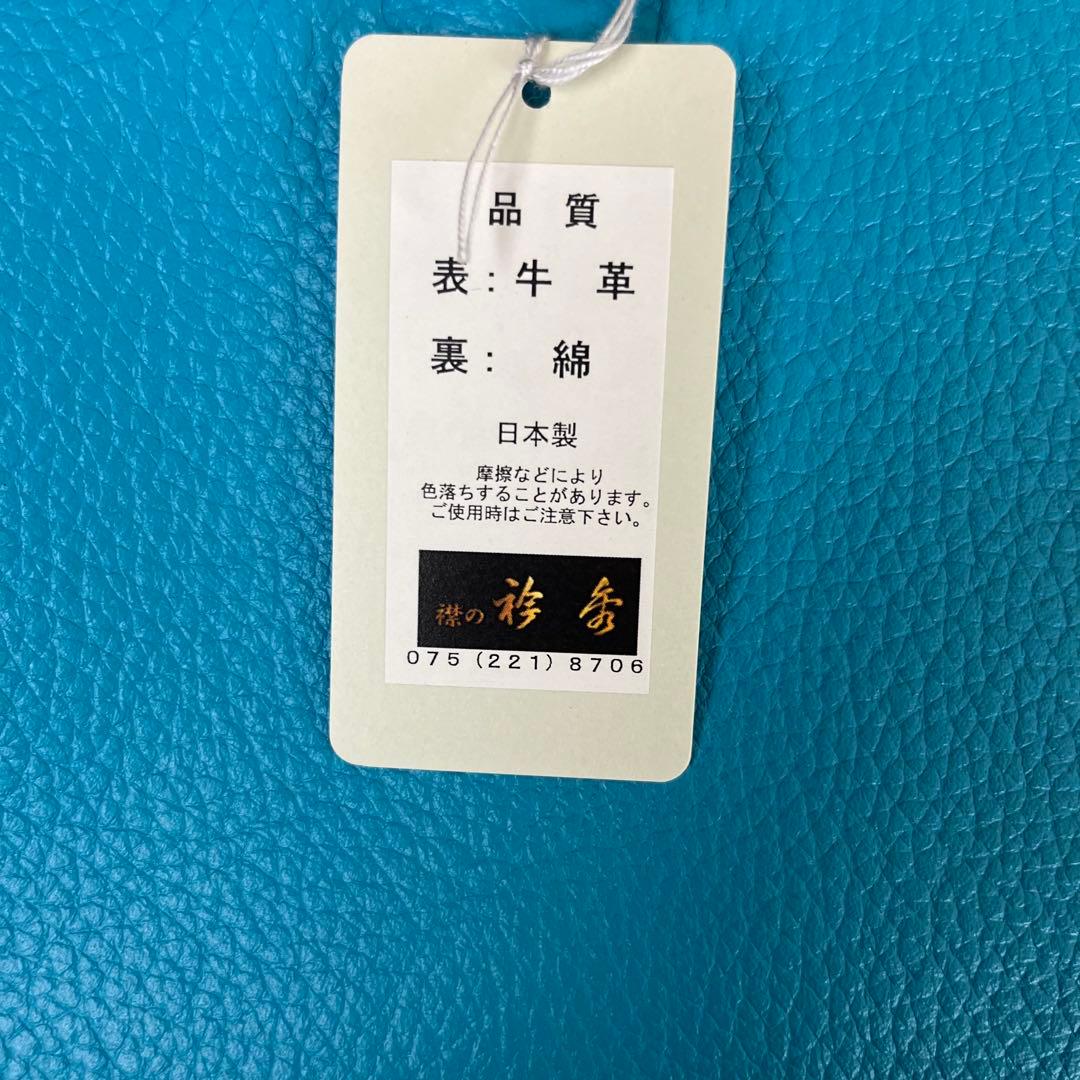 品 質
表：牛 革
裏： 綿
日本製
摩擦などにより
色落ちすることがあります。
ご使用時はご注意下さい。
襟の 衿 秀
075（221）8706